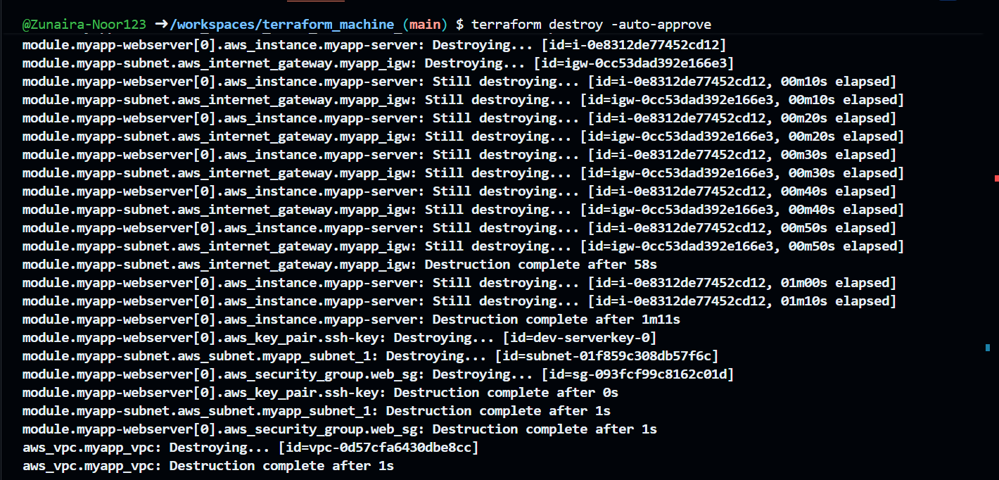 @Zunaira-Noor123 ➜/workspaces/terraform_machine (main) $ terraform destroy -auto-approve
module.myapp-webserver[0].aws_instance.myapp-server: Destroying... [id=i-0e8312de77452cd12]
module.myapp-subnet.aws_internet_gateway.myapp_igw: Destroying... [id=igw-0cc53dad392e166e3]
module.myapp-webserver[0].aws_instance.myapp-server: Still destroying... [id=i-0e8312de77452cd12, 00m10s elapsed]
module.myapp-subnet.aws_internet_gateway.myapp_igw: Still destroying... [id=igw-0cc53dad392e166e3, 00m10s elapsed]
module.myapp-webserver[0].aws_instance.myapp-server: Still destroying... [id=i-0e8312de77452cd12, 00m20s elapsed]
module.myapp-subnet.aws_internet_gateway.myapp_igw: Still destroying... [id=igw-0cc53dad392e166e3, 00m20s elapsed]
module.myapp-webserver[0].aws_instance.myapp-server: Still destroying... [id=i-0e8312de77452cd12, 00m30s elapsed]
module.myapp-subnet.aws_internet_gateway.myapp_igw: Still destroying... [id=igw-0cc53dad392e166e3, 00m30s elapsed]
module.myapp-webserver[0].aws_instance.myapp-server: Still destroying... [id=i-0e8312de77452cd12, 00m40s elapsed]
module.myapp-subnet.aws_internet_gateway.myapp_igw: Still destroying... [id=igw-0cc53dad392e166e3, 00m40s elapsed]
module.myapp-webserver[0].aws_instance.myapp-server: Still destroying... [id=i-0e8312de77452cd12, 00m50s elapsed]
module.myapp-subnet.aws_internet_gateway.myapp_igw: Still destroying... [id=igw-0cc53dad392e166e3, 00m50s elapsed]
module.myapp-subnet.aws_internet_gateway.myapp_igw: Destruction complete after 58s
module.myapp-webserver[0].aws_instance.myapp-server: Still destroying... [id=i-0e8312de77452cd12, 01m00s elapsed]
module.myapp-webserver[0].aws_instance.myapp-server: Still destroying... [id=i-0e8312de77452cd12, 01m10s elapsed]
module.myapp-webserver[0].aws_instance.myapp-server: Destruction complete after 1m11s
module.myapp-webserver[0].aws_key_pair.ssh-key: Destroying... [id=dev-serverkey-0]
module.myapp-subnet.aws_subnet.myapp_subnet_1: Destroying... [id=subnet-01f859c308db57f6c]
module.myapp-webserver[0].aws_security_group.web_sg: Destroying... [id=sg-093fcf99c8162c01d]
module.myapp-webserver[0].aws_key_pair.ssh-key: Destruction complete after 0s
module.myapp-subnet.aws_subnet.myapp_subnet_1: Destruction complete after 1s
module.myapp-webserver[0].aws_security_group.web_sg: Destruction complete after 1s
aws_vpc.myapp_vpc: Destroying... [id=vpc-0d57cfa6430dbe8cc]
aws_vpc.myapp_vpc: Destruction complete after 1s